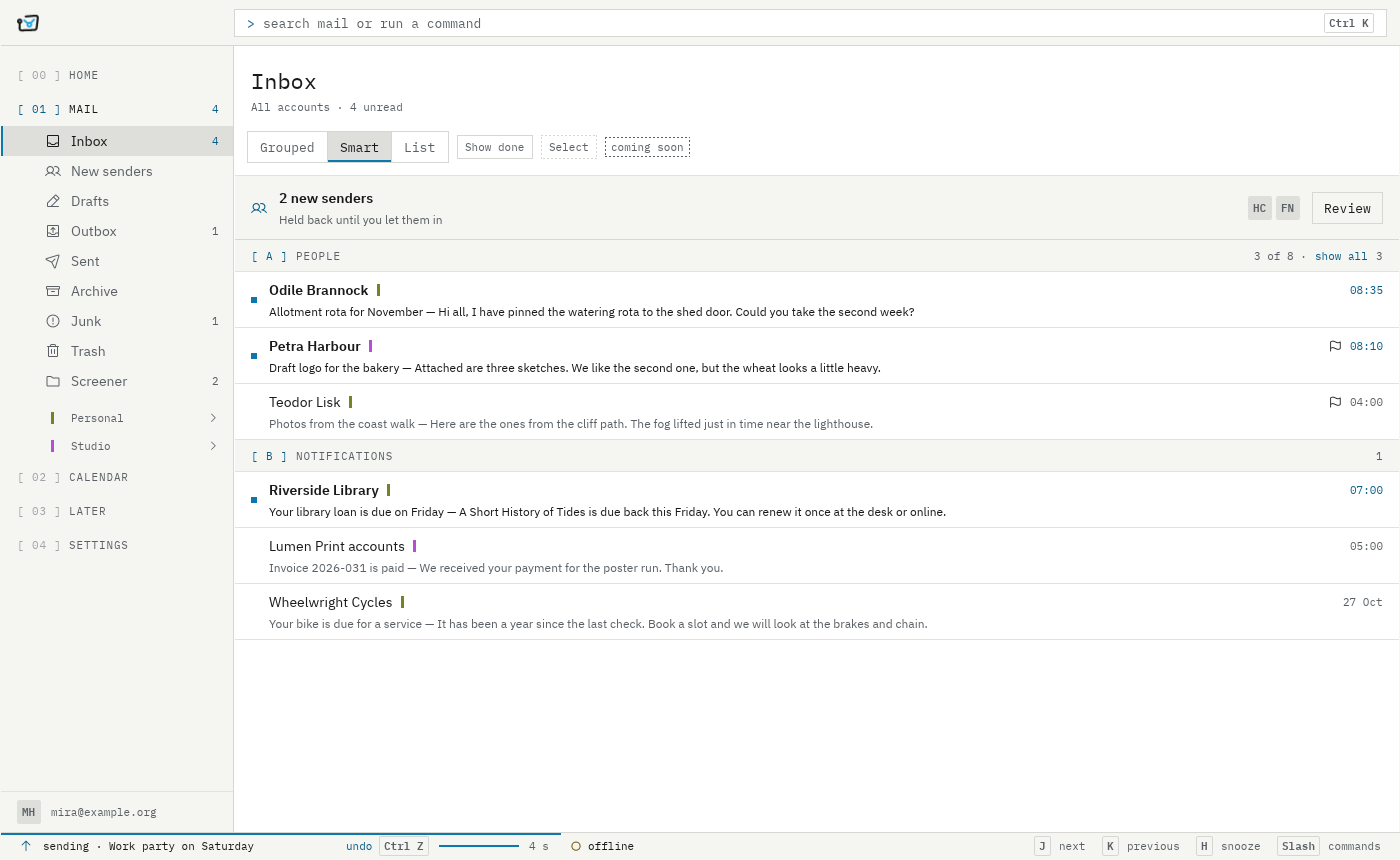 > search mail or run a command Ctrl K
[ 00 ] HOME
[ 01 ] MAIL 4
Inbox 4
New senders
Drafts
Outbox 1
Sent
Archive
Junk 1
Trash
Screener 2
Personal
Studio
[ 02 ] CALENDAR
[ 03 ] LATER
[ 04 ] SETTINGS
MH mira@example.org
Inbox
All accounts · 4 unread
Grouped Smart List Show done Select coming soon
2 new senders
Held back until you let them in
HC FN Review
[ A ] PEOPLE 3 of 8 · show all 3
Odile Brannock 08:35
Allotment rota for November — Hi all, I have pinned the watering rota to the shed door. Could you take the second week?
Petra Harbour 08:10
Draft logo for the bakery — Attached are three sketches. We like the second one, but the wheat looks a little heavy.
Teodor Lisk 04:00
Photos from the coast walk — Here are the ones from the cliff path. The fog lifted just in time near the lighthouse.
[ B ] NOTIFICATIONS 1
Riverside Library 07:00
Your library loan is due on Friday — A Short History of Tides is due back this Friday. You can renew it once at the desk or online.
Lumen Print accounts 05:00
Invoice 2026-031 is paid — We received your payment for the poster run. Thank you.
Wheelwright Cycles 27 Oct
Your bike is due for a service — It has been a year since the last check. Book a slot and we will look at the brakes and chain.
sending · Work party on Saturday undo Ctrl Z 4 s offline J next K previous H snooze Slash commands